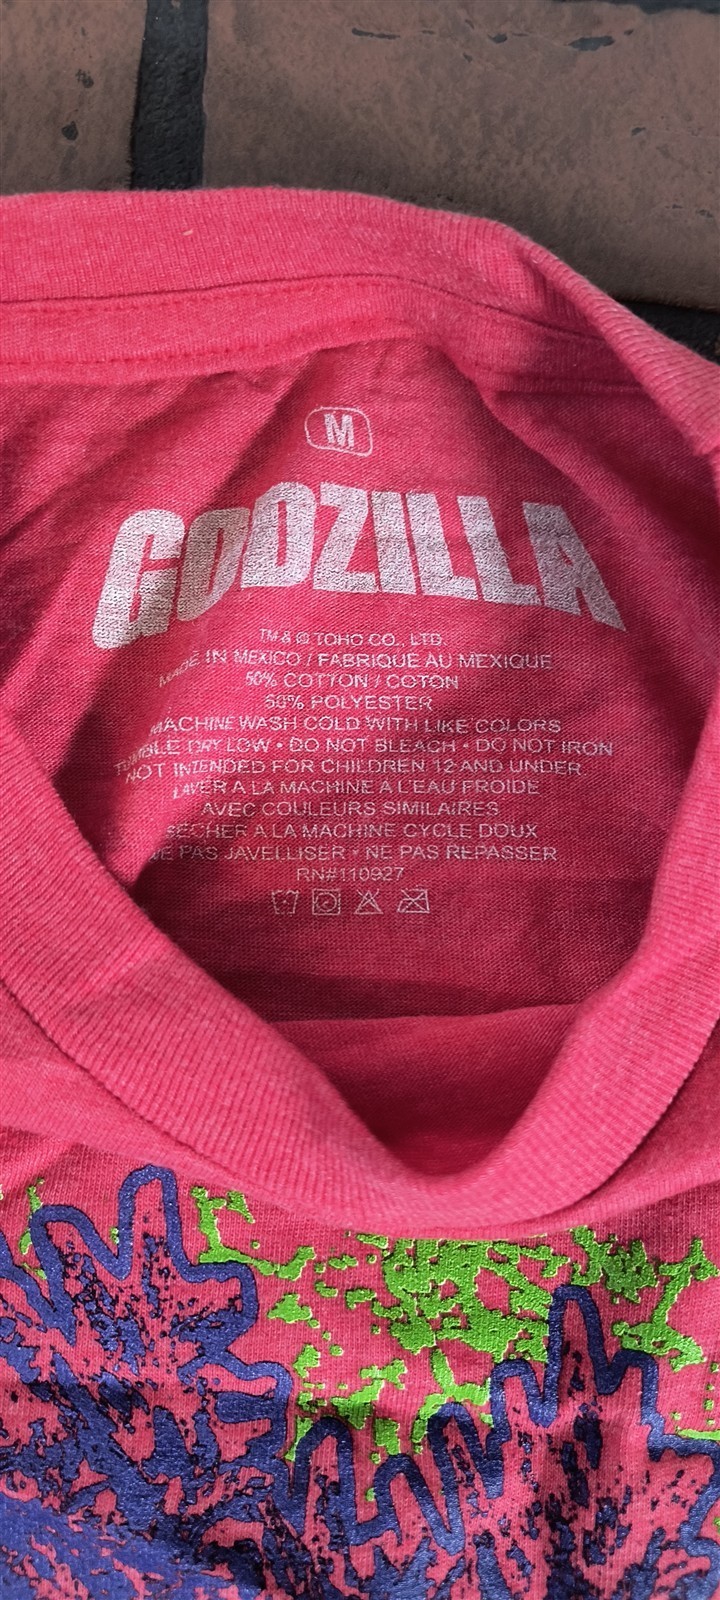 M
GODZILLA
TM & © TOHO CO., LTD.
MADE IN MEXICO / FABRIQUE AU MEXIQUE
50% COTTON / COTON
50% POLYESTER
MACHINE WASH COLD WITH LIKE COLORS
TUMBLE DRY LOW • DO NOT BLEACH • DO NOT IRON
NOT INTENDED FOR CHILDREN 12 AND UNDER.
LAVER A LA MACHINE À L'EAU FROIDE
AVEC COULEURS SIMILAIRES
SECHER A LA MACHINE CYCLE DOUX
NE PAS JAVELLISER • NE PAS REPASSER
RN#110927